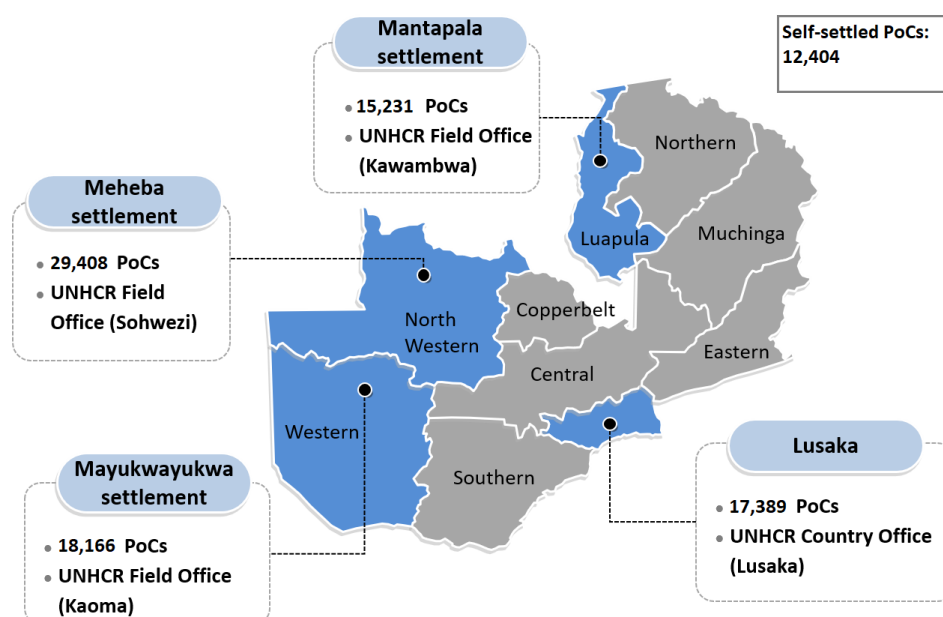 Mantapala
settlement
• 15,231 PoCs
• UNHCR Field Office
(Kawambwa)
Self-settled PoCs:
12,404
Meheba
settlement
• 29,408 PoCs
• UNHCR Field
Office (Sohwezi)
Northern
Luapula
Muchinga
Copperbelt
North
Western
Eastern
Central
Western
Southern
Mayukwayukwa
settlement
• 18,166 PoCs
• UNHCR Field Office
(Kaoma)
Lusaka
• 17,389 PoCs
• UNHCR Country Office
(Lusaka)